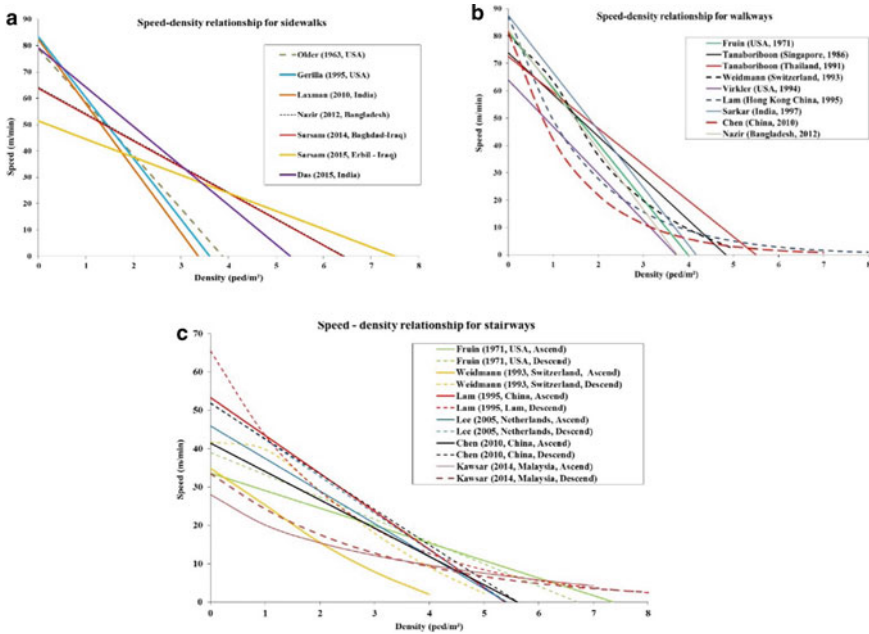 a
Speed-density relationship for sidewalks
90
80
70
60
50
40
30
20
10
0
Speed (m/min)
Older (1963, USA)
Gerilla (1995, USA)
Laxman (2010, India)
Nazir (2012, Bangladesh)
Sarsam (2014, Baghdad-Iraq)
Sarsam (2015, Erbil - Iraq)
Das (2015, India)
0 1 2 3 4 5 6 7 8
Density (ped/m²)
b
Speed-density relationship for walkways
90
80
70
60
50
40
30
20
10
0
Speed (m/min)
Fruin (USA, 1971)
Tanaboriboon (Singapore, 1986)
Tanaboriboon (Thailand, 1991)
Weidmann (Switzerland, 1993)
Virkler (USA, 1994)
Lam (Hong Kong China, 1995)
Sarkar (India, 1997)
Chen (China, 2010)
Nazir (Bangladesh, 2012)
0 1 2 3 4 5 6 7 8
Density (ped/m²)
c
Speed - density relationship for stairways
70
60
50
40
30
20
10
0
Speed (m/min)
Fruin (1971, USA, Ascend)
Fruin (1971, USA, Descend)
Weidmann (1993, Switzerland, Ascend)
Weidmann (1993, Switzerland, Descend)
Lam (1995, China, Ascend)
Lam (1995, Lam, Descend)
Lee (2005, Netherlands, Ascend)
Lee (2005, Netherlands, Descend)
Chen (2010, China, Ascend)
Chen (2010, China, Descend)
Kawsar (2014, Malaysia, Ascend)
Kawsar (2014, Malaysia, Descend)
0 1 2 3 4 5 6 7 8
Density (ped/m²)